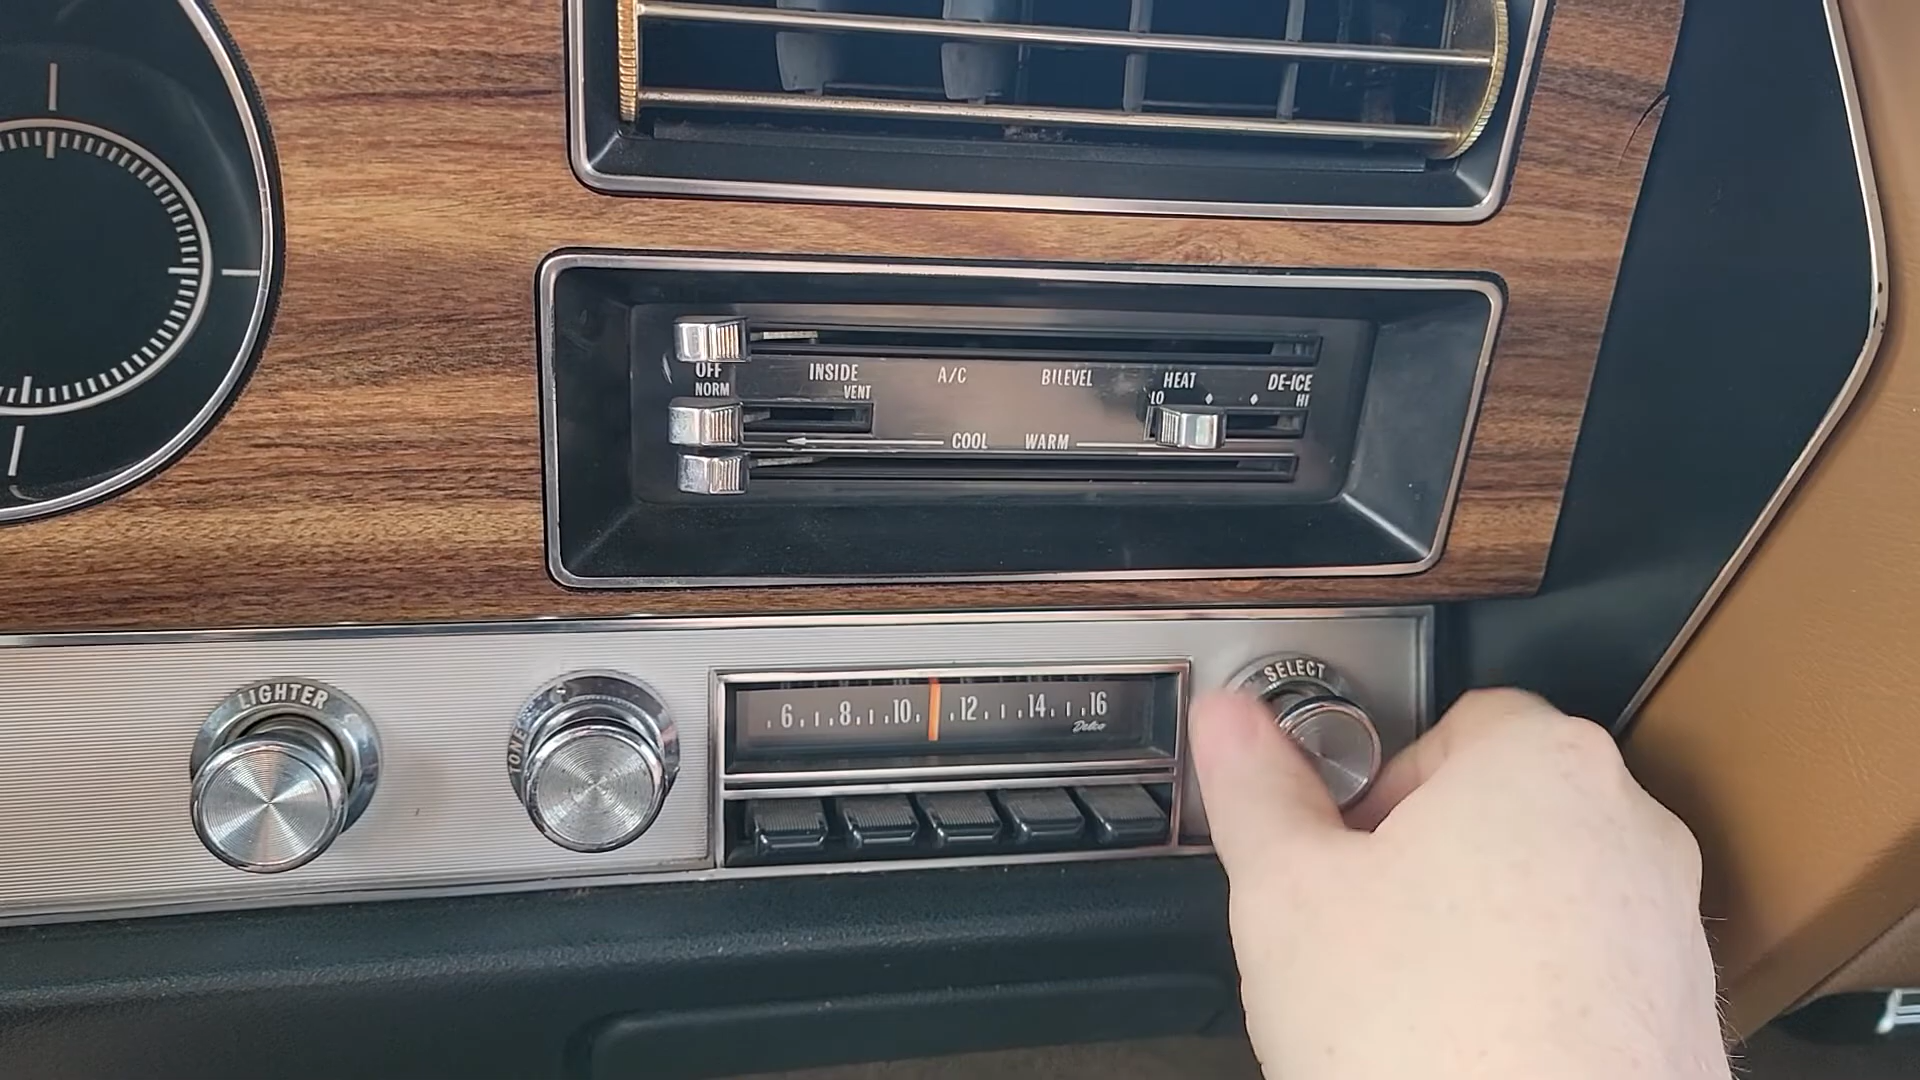 OFF INSIDE A/C BILEVEL HEAT DE-ICE
NORM VENT LO HI
COOL WARM
LIGHTER
TONE
6 8 10 12 14 16
Delco
SELECT